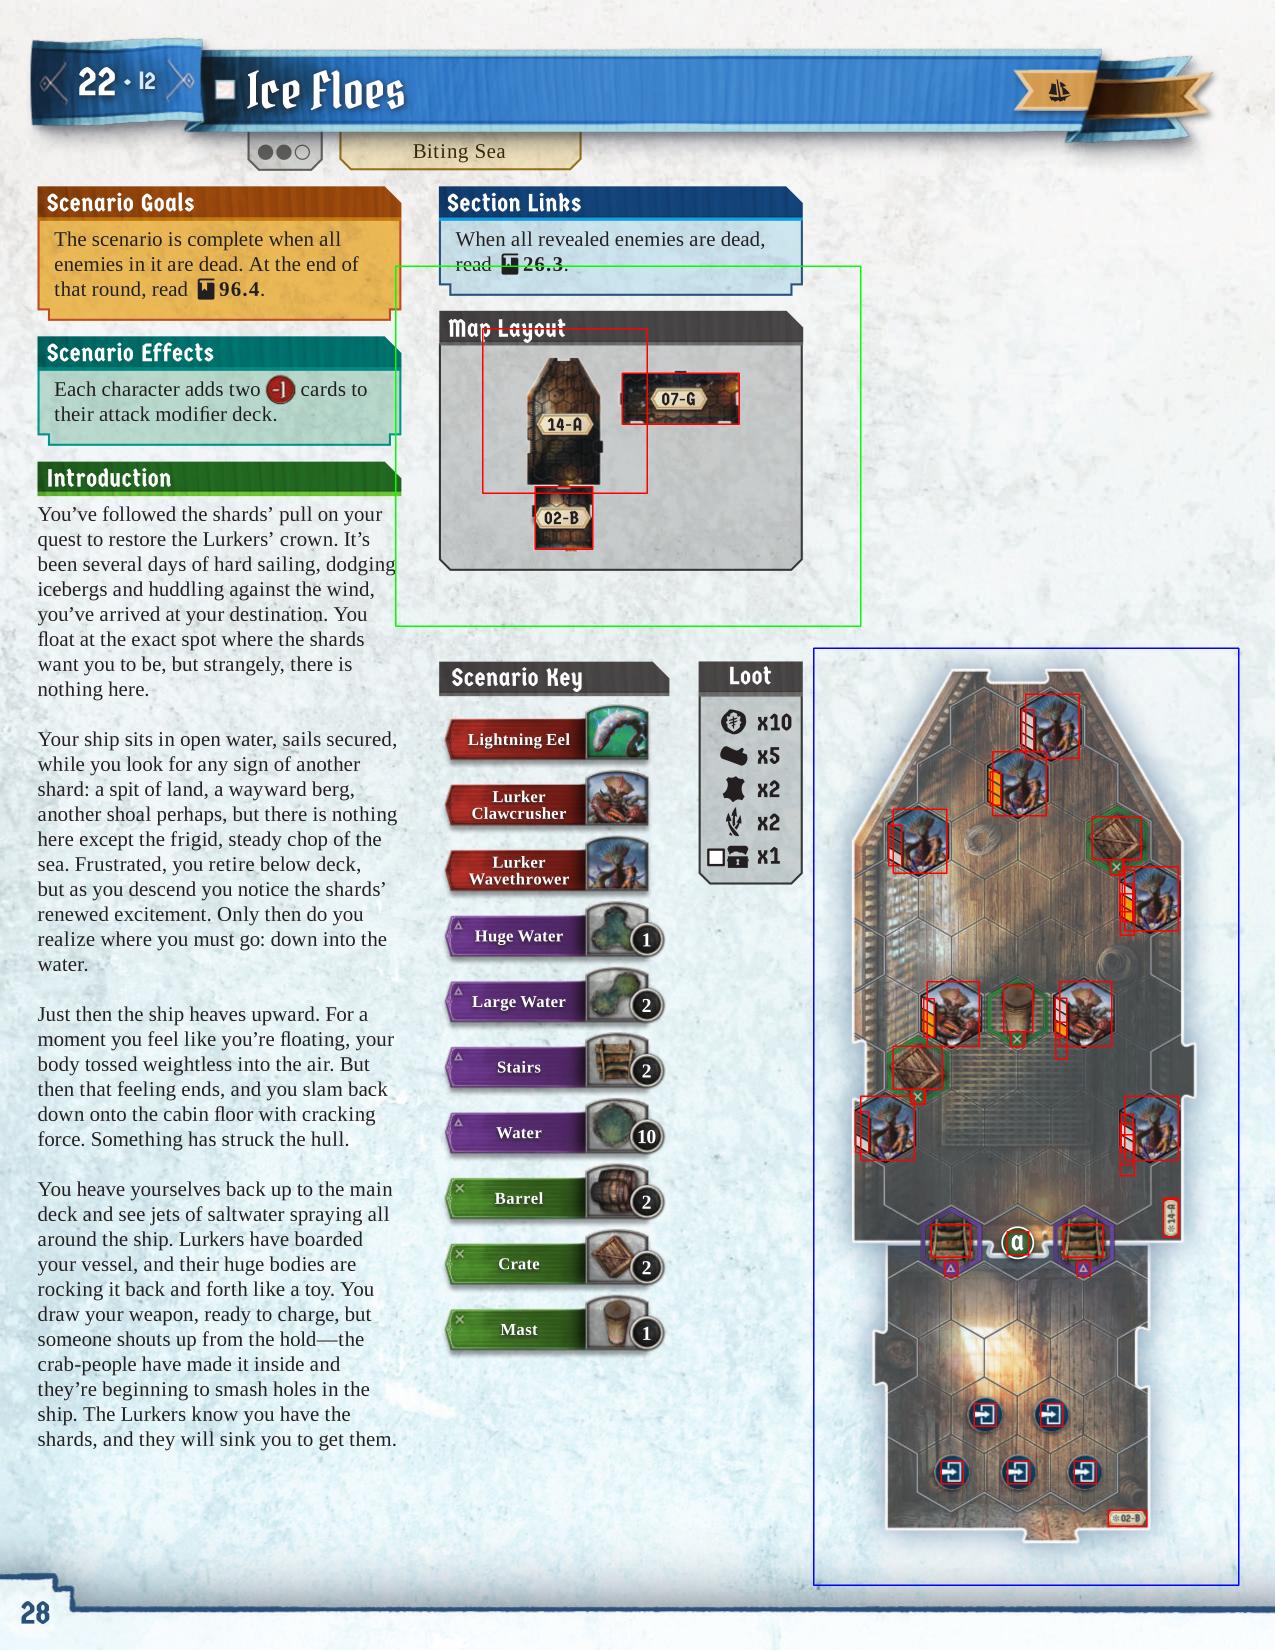 22 • 12
Ice Floes
Biting Sea
Scenario Goals
The scenario is complete when all
enemies in it are dead. At the end of
that round, read 96.4.
Scenario Effects
Each character adds two -1 cards to
their attack modifier deck.
Introduction
You’ve followed the shards’ pull on your
quest to restore the Lurkers’ crown. It’s
been several days of hard sailing, dodging
icebergs and huddling against the wind,
you’ve arrived at your destination. You
float at the exact spot where the shards
want you to be, but strangely, there is
nothing here.
Your ship sits in open water, sails secured,
while you look for any sign of another
shard: a spit of land, a wayward berg,
another shoal perhaps, but there is nothing
here except the frigid, steady chop of the
sea. Frustrated, you retire below deck,
but as you descend you notice the shards’
renewed excitement. Only then do you
realize where you must go: down into the
water.
Just then the ship heaves upward. For a
moment you feel like you’re floating, your
body tossed weightless into the air. But
then that feeling ends, and you slam back
down onto the cabin floor with cracking
force. Something has struck the hull.
You heave yourselves back up to the main
deck and see jets of saltwater spraying all
around the ship. Lurkers have boarded
your vessel, and their huge bodies are
rocking it back and forth like a toy. You
draw your weapon, ready to charge, but
someone shouts up from the hold—the
crab-people have made it inside and
they’re beginning to smash holes in the
ship. The Lurkers know you have the
shards, and they will sink you to get them.
Section Links
When all revealed enemies are dead,
read 26.3.
Map Layout
14-A
07-G
02-B
Scenario Key
Lightning Eel
Lurker
Clawcrusher
Lurker
Wavethrower
Huge Water 1
Large Water 2
Stairs 2
Water 10
Barrel 2
Crate 2
Mast 1
Loot
x10
x5
x2
x2
x1
14-A
a
02-B
28